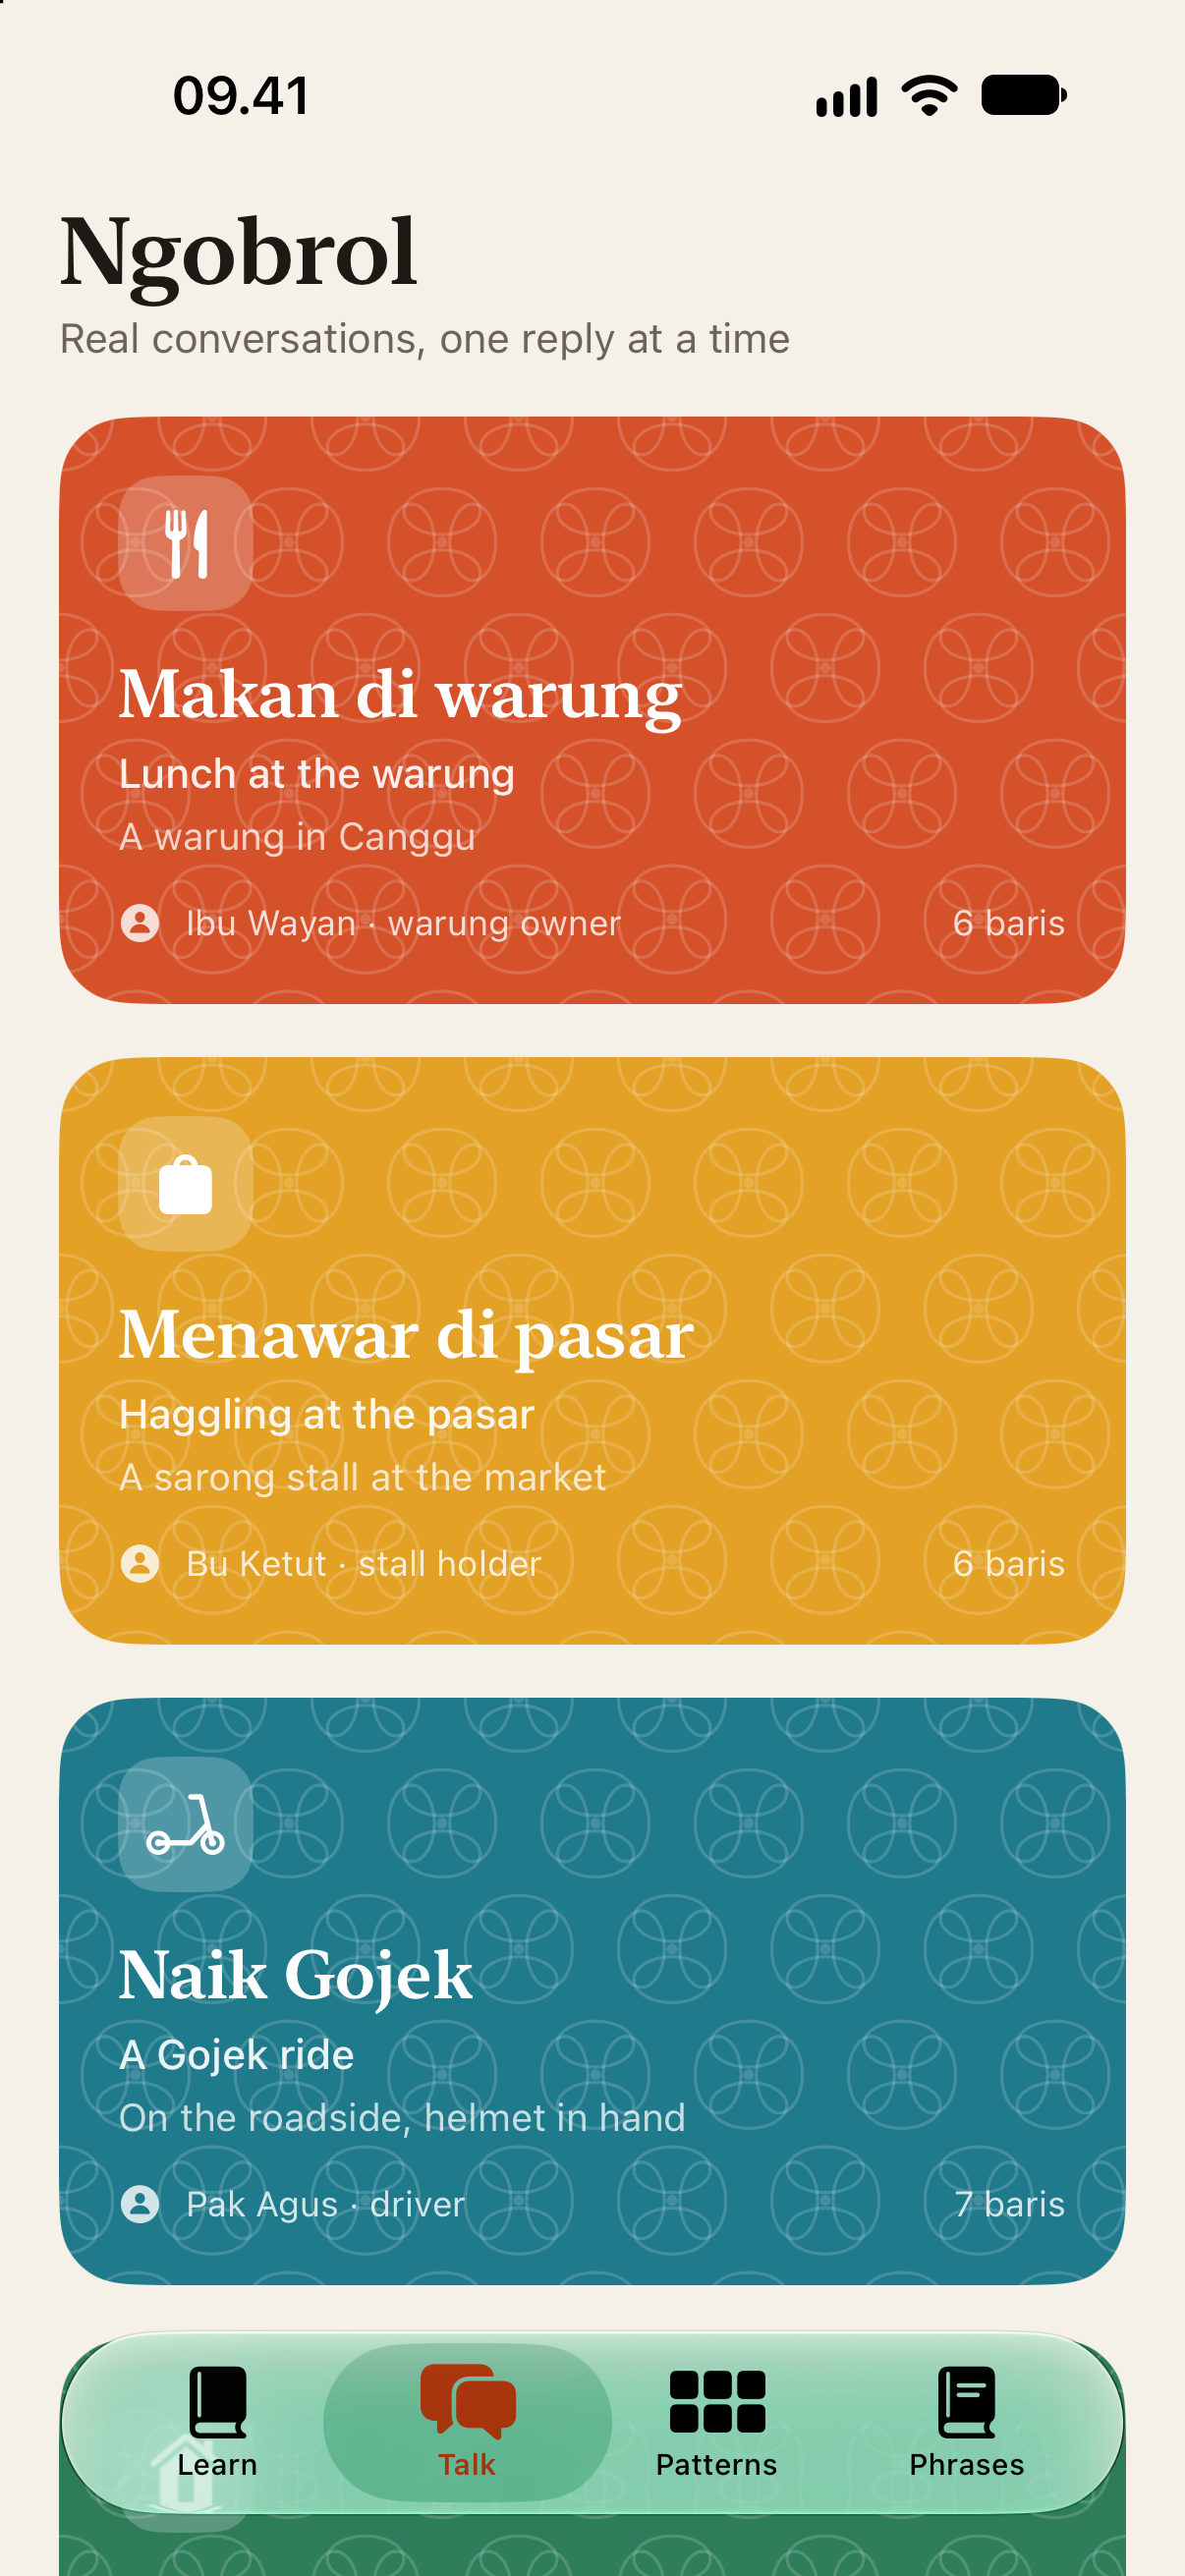 09.41
Ngobrol
Real conversations, one reply at a time
Makan di warung
Lunch at the warung
A warung in Canggu
Ibu Wayan · warung owner
6 baris
Menawar di pasar
Haggling at the pasar
A sarong stall at the market
Bu Ketut · stall holder
6 baris
Naik Gojek
A Gojek ride
On the roadside, helmet in hand
Pak Agus · driver
7 baris
Learn
Talk
Patterns
Phrases